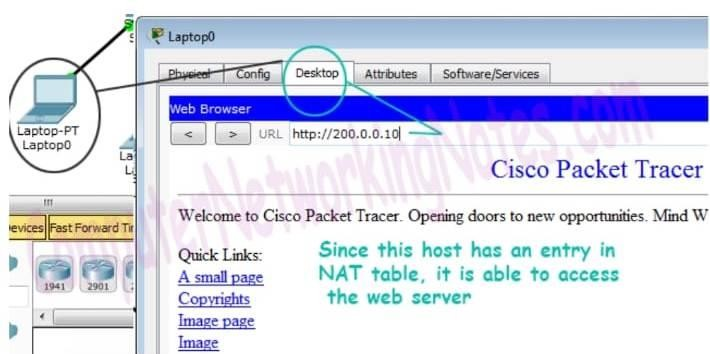 Laptop0
Physical Config Desktop Attributes Software/Services
Web Browser
< > URL http://200.0.0.10
Cisco Packet Tracer
Welcome to Cisco Packet Tracer. Opening doors to new opportunities. Mind W
Quick Links:
A small page
Copyrights
Image page
Image
Since this host has an entry in
NAT table, it is able to access
the web server
Laptop-PT
Laptop0
evices Fast Forward Tir
1941 2901
ComputerNetworkingNotes.com